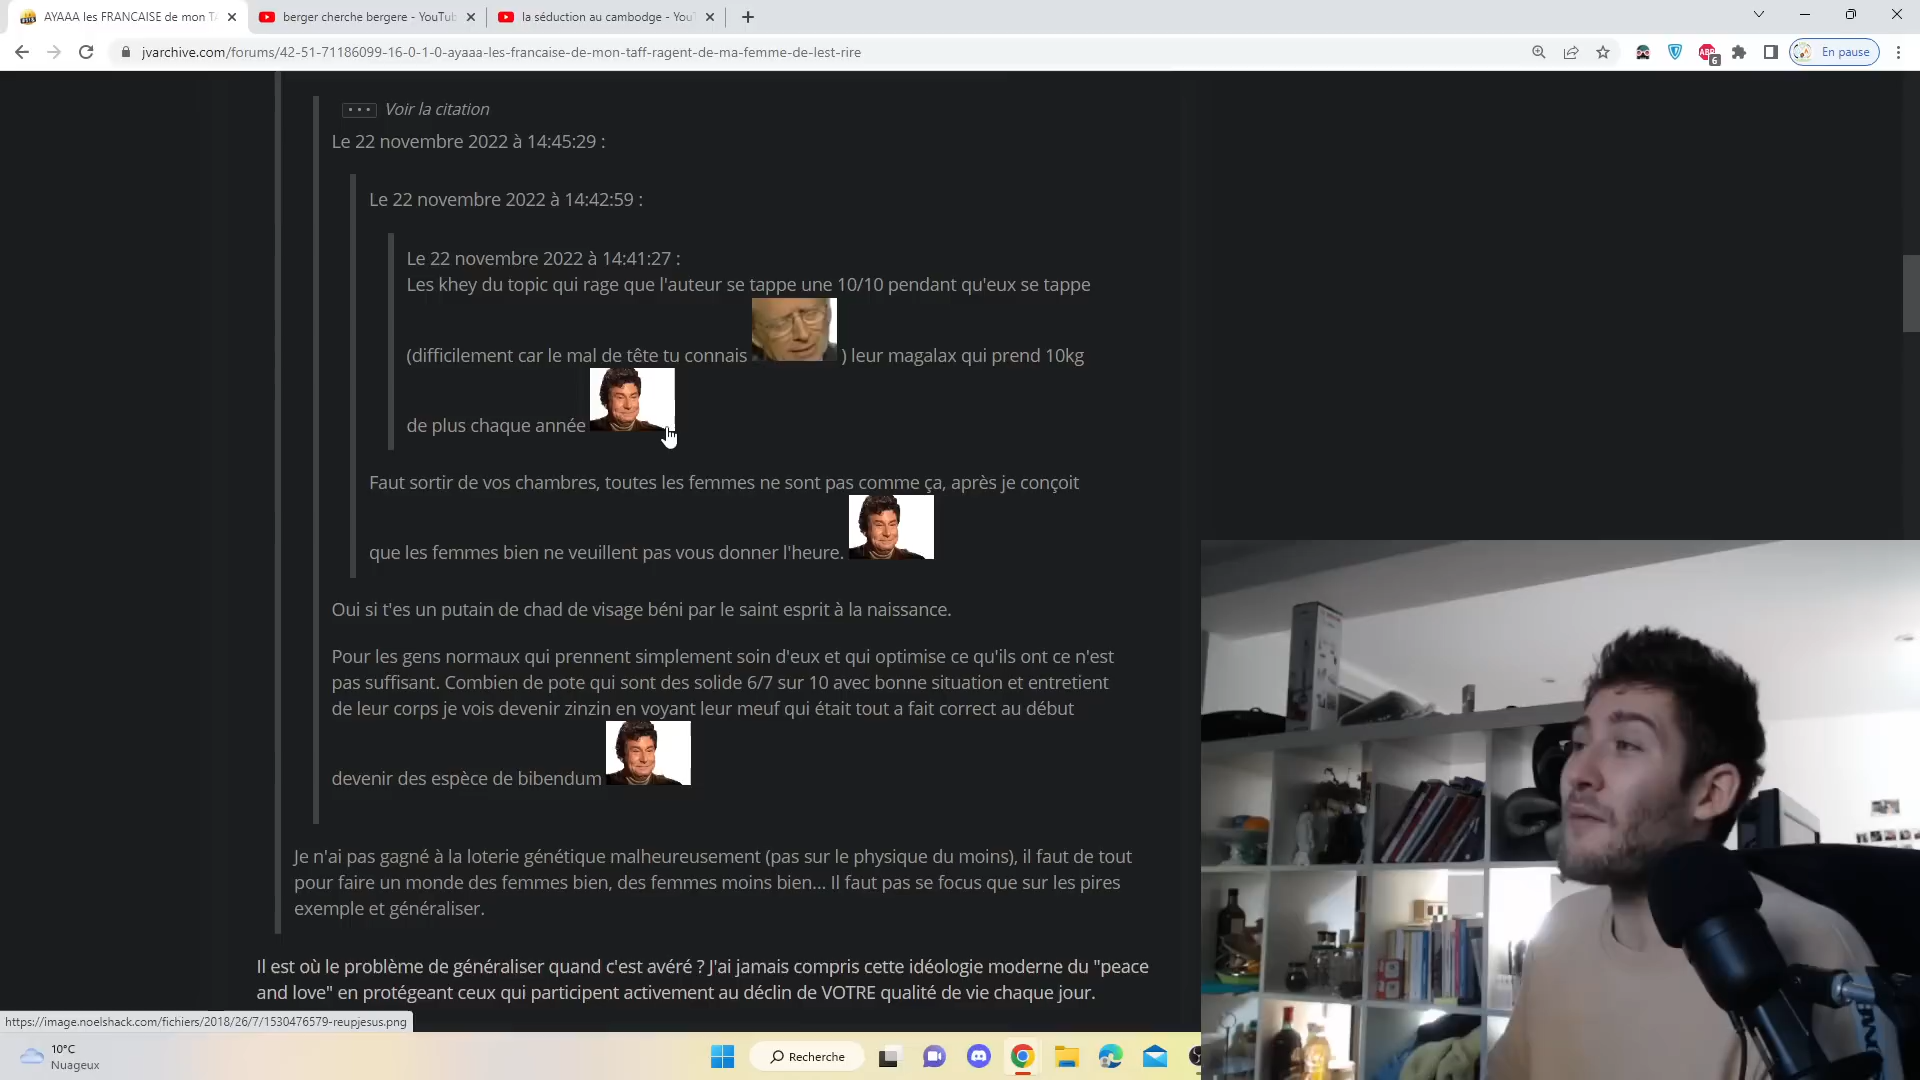 AYAAA les FRANCAISE de mon TA
berger cherche bergere - YouTub
la séduction au cambodge - You
jvarchive.com/forums/42-51-71186099-16-0-1-0-ayaaa-les-francaise-de-mon-taff-ragent-de-ma-femme-de-lest-rire
ABP
6
En pause
Voir la citation
Le 22 novembre 2022 à 14:45:29 :
Le 22 novembre 2022 à 14:42:59 :
Le 22 novembre 2022 à 14:41:27 :
Les khey du topic qui rage que l'auteur se tappe une 10/10 pendant qu'eux se tappe
(difficilement car le mal de tête tu connais ) leur magalax qui prend 10kg
de plus chaque année
Faut sortir de vos chambres, toutes les femmes ne sont pas comme ça, après je conçoit
que les femmes bien ne veuillent pas vous donner l'heure.
Oui si t'es un putain de chad de visage béni par le saint esprit à la naissance.
Pour les gens normaux qui prennent simplement soin d'eux et qui optimise ce qu'ils ont ce n'est
pas suffisant. Combien de pote qui sont des solide 6/7 sur 10 avec bonne situation et entretient
de leur corps je vois devenir zinzin en voyant leur meuf qui était tout a fait correct au début
devenir des espèce de bibendum
Je n'ai pas gagné à la loterie génétique malheureusement (pas sur le physique du moins), il faut de tout
pour faire un monde des femmes bien, des femmes moins bien... Il faut pas se focus que sur les pires
exemple et généraliser.
Il est où le problème de généraliser quand c'est avéré ? J'ai jamais compris cette idéologie moderne du "peace
and love" en protégeant ceux qui participent activement au déclin de VOTRE qualité de vie chaque jour.
https://image.noelshack.com/fichiers/2018/26/7/1530476579-reupjesus.png
10°C
Nuageux
Recherche